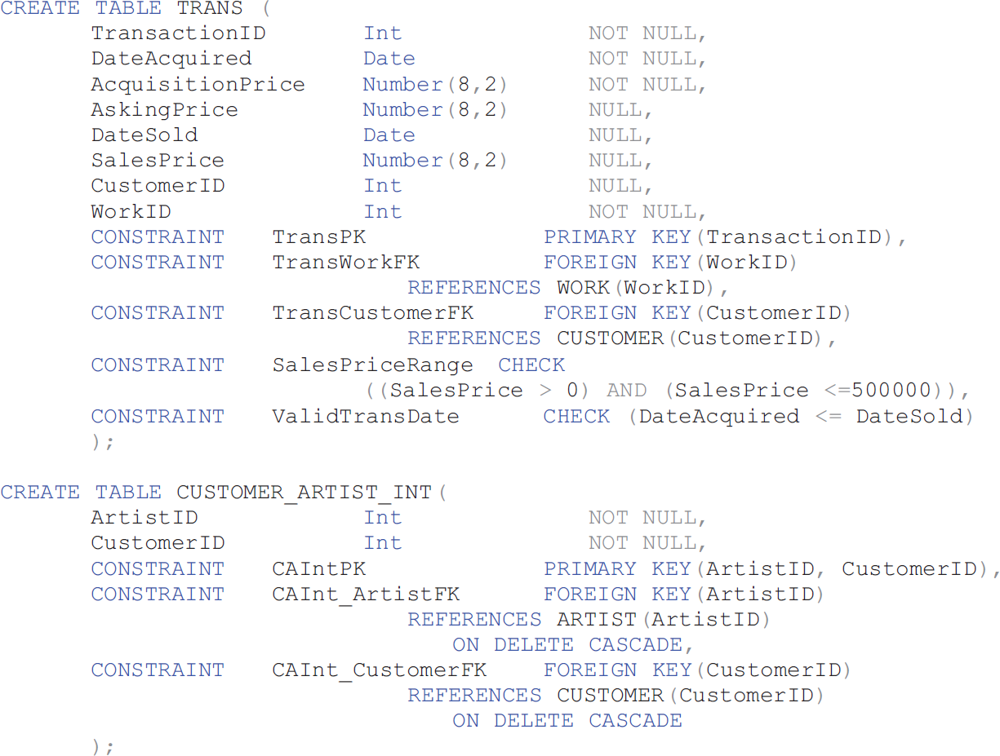 CREATE TABLE TRANS (
TransactionID Int NOT NULL,
DateAcquired Date NOT NULL,
AcquisitionPrice Number(8,2) NOT NULL,
AskingPrice Number(8,2) NULL,
DateSold Date NULL,
SalesPrice Number(8,2) NULL,
CustomerID Int NULL,
WorkID Int NOT NULL,
CONSTRAINT TransPK PRIMARY KEY(TransactionID),
CONSTRAINT TransWorkFK FOREIGN KEY(WorkID)
REFERENCES WORK(WorkID),
CONSTRAINT TransCustomerFK FOREIGN KEY(CustomerID)
REFERENCES CUSTOMER(CustomerID),
CONSTRAINT SalesPriceRange CHECK
((SalesPrice > 0) AND (SalesPrice <=500000)),
CONSTRAINT ValidTransDate CHECK (DateAcquired <= DateSold)
);
CREATE TABLE CUSTOMER_ARTIST_INT(
ArtistID Int NOT NULL,
CustomerID Int NOT NULL,
CONSTRAINT CAIntPK PRIMARY KEY(ArtistID, CustomerID),
CONSTRAINT CAInt_ArtistFK FOREIGN KEY(ArtistID)
REFERENCES ARTIST(ArtistID)
ON DELETE CASCADE,
CONSTRAINT CAInt_CustomerFK FOREIGN KEY(CustomerID)
REFERENCES CUSTOMER(CustomerID)
ON DELETE CASCADE
);